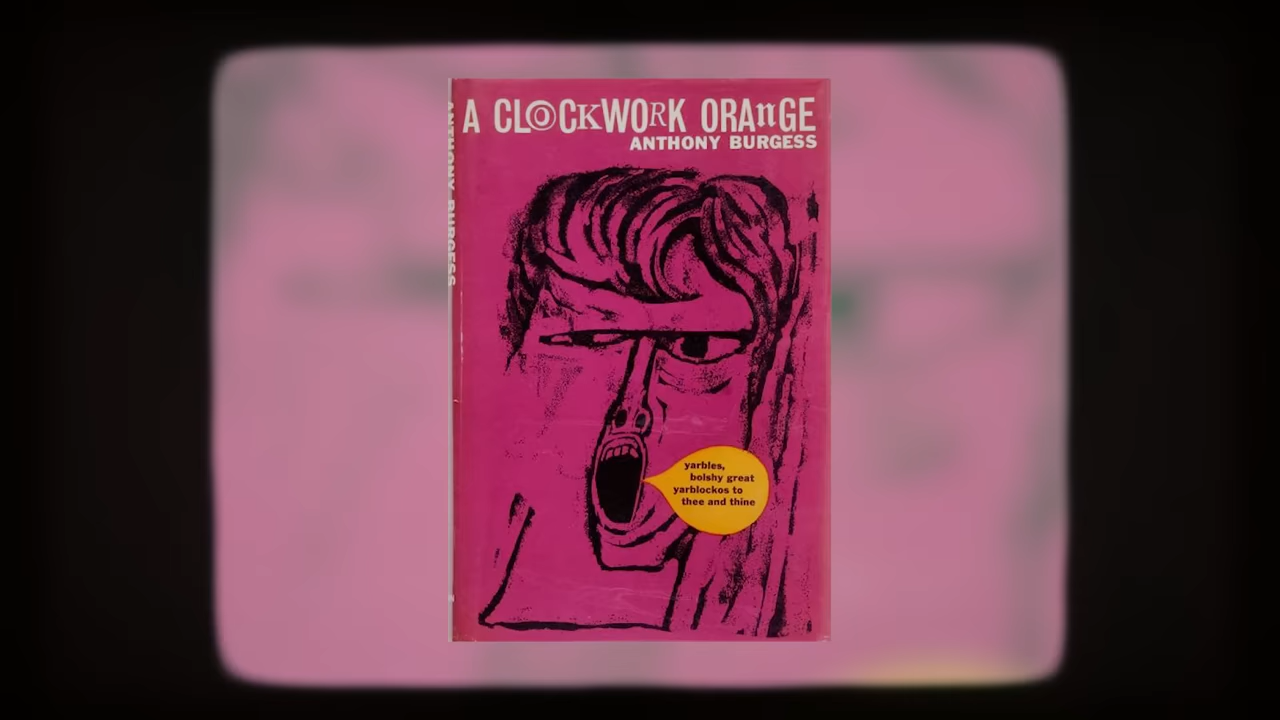 A CLOCKWORK ORAnGE
ANTHONY BURGESS
ANTHONY BURGESS
yarbles,
bolshy great
yarblockos to
thee and thine